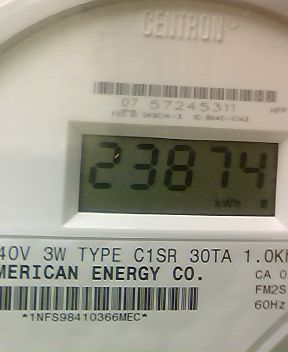 CENTRON®
07 57245311
23874
kWh
40V 3W TYPE C1SR 30TA 1.0K
MERICAN ENERGY CO.
CA 0
FM2S
60Hz
*1NFS98410366MEC*